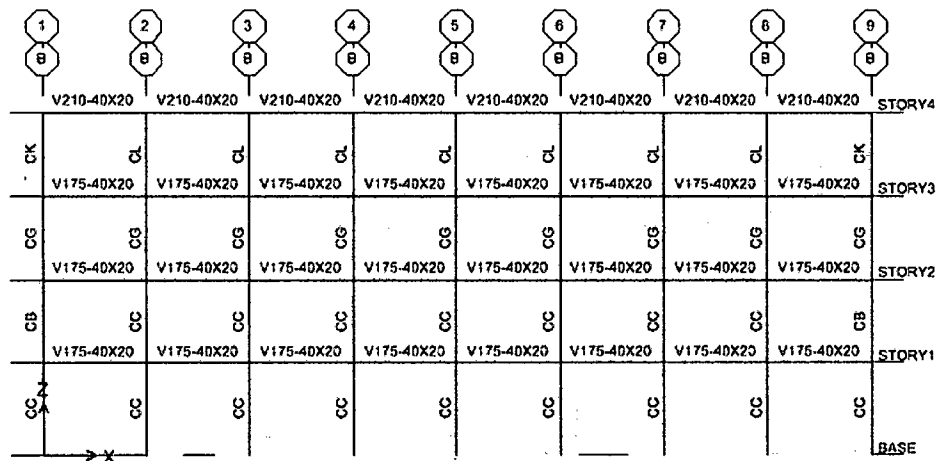 1 2 3 4 5 6 7 8 9
B B B B B B B B B
V210-40X20 V210-40X20 V210-40X20 V210-40X20 V210-40X20 V210-40X20 V210-40X20 V210-40X20 STORY4
CK CL CL CL CL CL CL CL CK
V175-40X20 V175-40X20 V175-40X20 V175-40X20 V175-40X20 V175-40X20 V175-40X20 V175-40X20 STORY3
CG CG CG CG CG CG CG CG CG
V175-40X20 V175-40X20 V175-40X20 V175-40X20 V175-40X20 V175-40X20 V175-40X20 V175-40X20 STORY2
CB CC CC CC CC CC CC CC CB
V175-40X20 V175-40X20 V175-40X20 V175-40X20 V175-40X20 V175-40X20 V175-40X20 V175-40X20 STORY1
Z
CC CC CC CC CC CC CC CC CC
X BASE